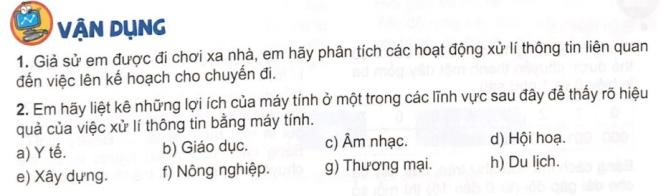 VẬN DỤNG
1. Giả sử em được đi chơi xa nhà, em hãy phân tích các hoạt động xử lí thông tin liên quan
đến việc lên kế hoạch cho chuyến đi.
2. Em hãy liệt kê những lợi ích của máy tính ở một trong các lĩnh vực sau đây để thấy rõ hiệu
quả của việc xử lí thông tin bằng máy tính.
a) Y tế. b) Giáo dục. c) Âm nhạc. d) Hội hoạ.
e) Xây dựng. f) Nông nghiệp. g) Thương mại. h) Du lịch.